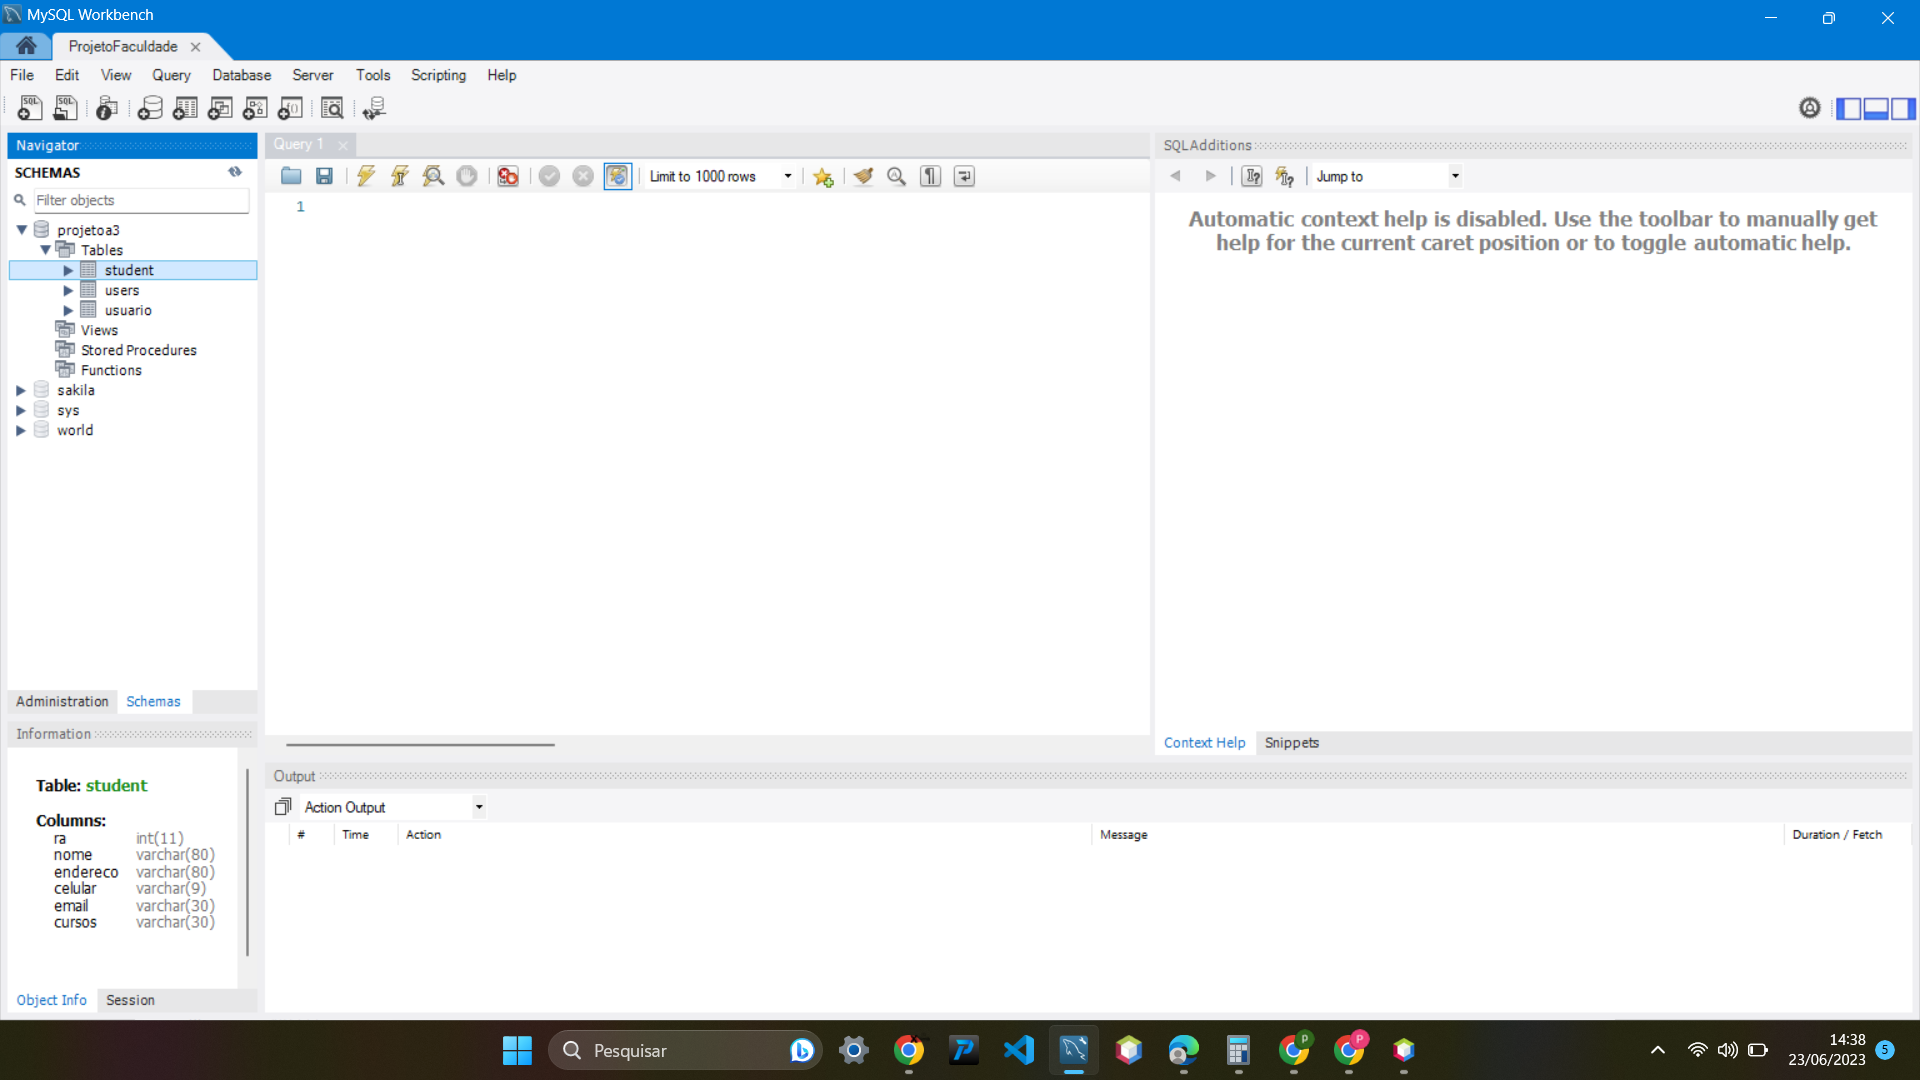 MySQL Workbench
ProjetoFaculdade
File Edit View Query Database Server Tools Scripting Help
Navigator
SCHEMAS
Filter objects
projetoa3
Tables
student
users
usuario
Views
Stored Procedures
Functions
sakila
sys
world
Administration Schemas
Information
Table: student
Columns:
ra int(11)
nome varchar(80)
endereco varchar(80)
celular varchar(9)
email varchar(30)
cursos varchar(30)
Object Info Session
Query 1
Limit to 1000 rows
1
SQLAdditions
Jump to
Automatic context help is disabled. Use the toolbar to manually get
help for the current caret position or to toggle automatic help.
Context Help Snippets
Output
Action Output
# Time Action Message Duration / Fetch
Pesquisar
14:38
23/06/2023
5